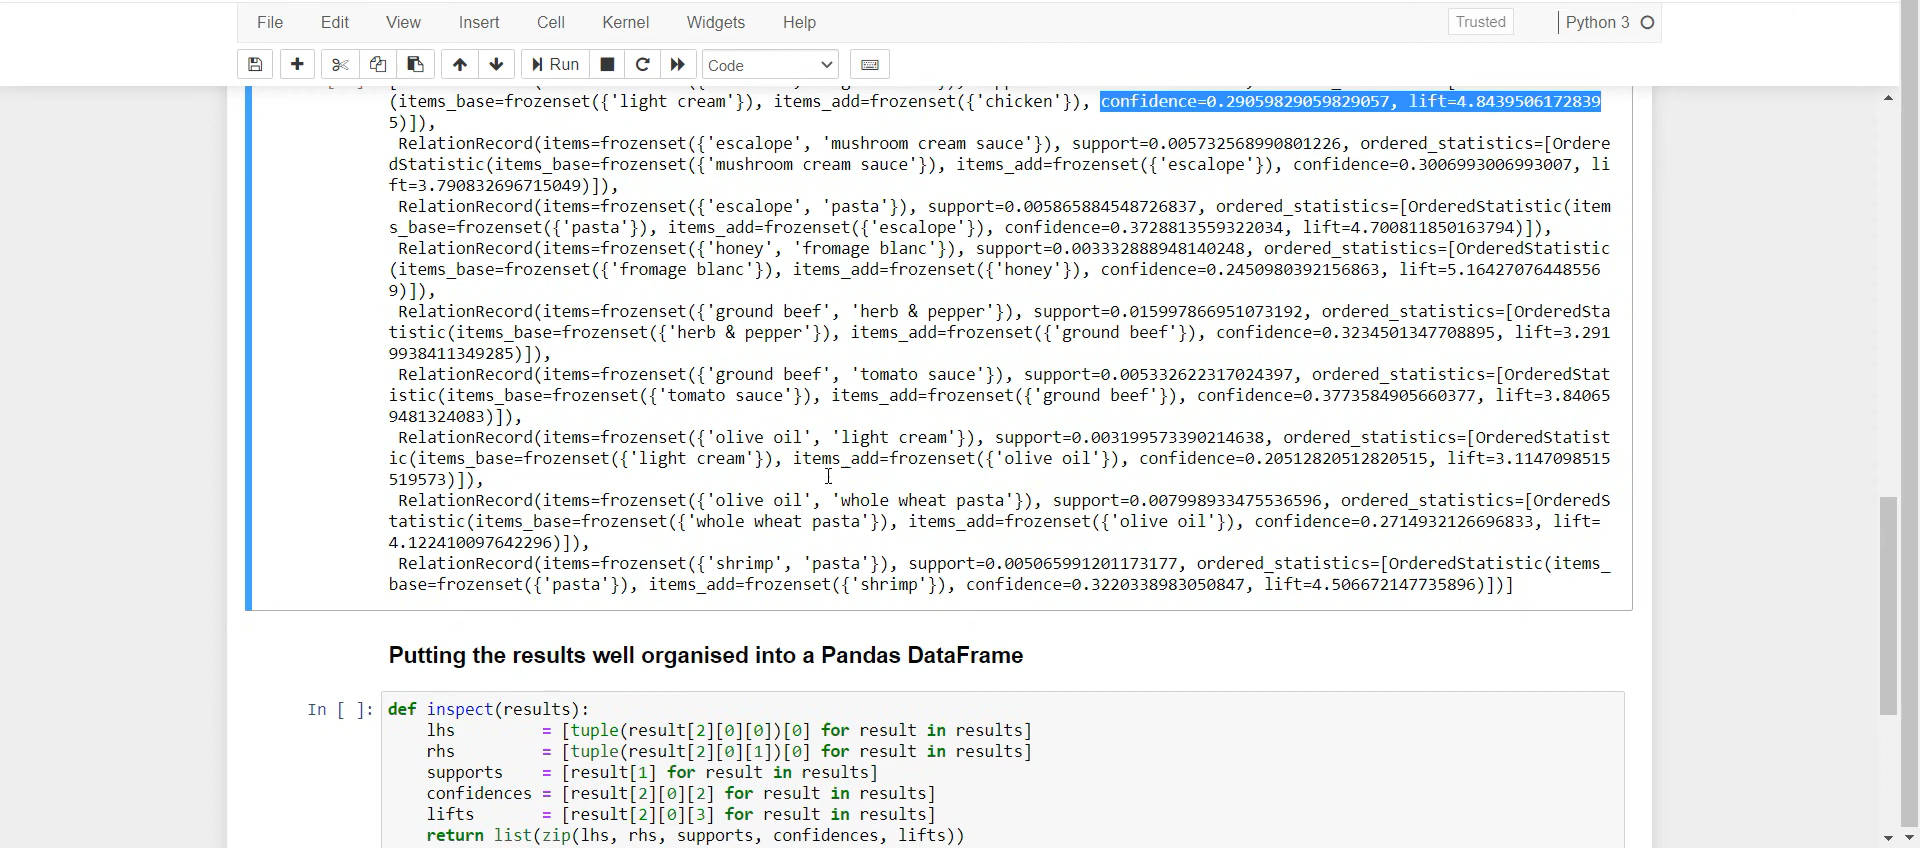 File Edit View Insert Cell Kernel Widgets Help Trusted Python 3
Run Code
(items_base=frozenset({'light cream'}), items_add=frozenset({'chicken'}), confidence=0.29059829059829057, lift=4.8439506172839
5)]),
RelationRecord(items=frozenset({'escalope', 'mushroom cream sauce'}), support=0.005732568990801226, ordered_statistics=[Ordere
dStatistic(items_base=frozenset({'mushroom cream sauce'}), items_add=frozenset({'escalope'}), confidence=0.3006993006993007, li
ft=3.790832696715049)]),
RelationRecord(items=frozenset({'escalope', 'pasta'}), support=0.005865884548726837, ordered_statistics=[OrderedStatistic(item
s_base=frozenset({'pasta'}), items_add=frozenset({'escalope'}), confidence=0.3728813559322034, lift=4.700811850163794)]),
RelationRecord(items=frozenset({'honey', 'fromage blanc'}), support=0.003332888948140248, ordered_statistics=[OrderedStatistic
(items_base=frozenset({'fromage blanc'}), items_add=frozenset({'honey'}), confidence=0.2450980392156863, lift=5.16427076448556
9)]),
RelationRecord(items=frozenset({'ground beef', 'herb & pepper'}), support=0.015997866951073192, ordered_statistics=[OrderedSta
tistic(items_base=frozenset({'herb & pepper'}), items_add=frozenset({'ground beef'}), confidence=0.3234501347708895, lift=3.291
9938411349285)]),
RelationRecord(items=frozenset({'ground beef', 'tomato sauce'}), support=0.005332622317024397, ordered_statistics=[OrderedStat
istic(items_base=frozenset({'tomato sauce'}), items_add=frozenset({'ground beef'}), confidence=0.3773584905660377, lift=3.84065
9481324083)]),
RelationRecord(items=frozenset({'olive oil', 'light cream'}), support=0.003199573390214638, ordered_statistics=[OrderedStatist
ic(items_base=frozenset({'light cream'}), items_add=frozenset({'olive oil'}), confidence=0.20512820512820515, lift=3.1147098515
519573)]),
RelationRecord(items=frozenset({'olive oil', 'whole wheat pasta'}), support=0.007998933475536596, ordered_statistics=[OrderedS
tatistic(items_base=frozenset({'whole wheat pasta'}), items_add=frozenset({'olive oil'}), confidence=0.2714932126696833, lift=
4.122410097642296)]),
RelationRecord(items=frozenset({'shrimp', 'pasta'}), support=0.005065991201173177, ordered_statistics=[OrderedStatistic(items_
base=frozenset({'pasta'}), items_add=frozenset({'shrimp'}), confidence=0.3220338983050847, lift=4.506672147735896)])]
Putting the results well organised into a Pandas DataFrame
In [ ]: def inspect(results):
lhs = [tuple(result[2][0][0])[0] for result in results]
rhs = [tuple(result[2][0][1])[0] for result in results]
supports = [result[1] for result in results]
confidences = [result[2][0][2] for result in results]
lifts = [result[2][0][3] for result in results]
return list(zip(lhs, rhs, supports, confidences, lifts))